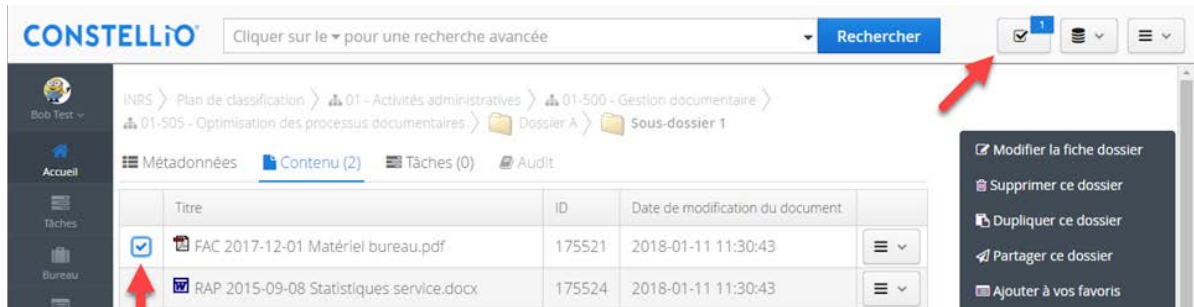 CONSTELLiO
Cliquer sur le ▾ pour une recherche avancée
Rechercher
1
Bob Test
INRS 〉 Plan de classification 〉 01 - Activités administratives 〉 01-500 - Gestion documentaire 〉
01-505 - Optimisation des processus documentaires 〉 Dossier A 〉 Sous-dossier 1
Accueil
Métadonnées Contenu (2) Tâches (0) Audit
Tâches
Titre ID Date de modification du document
FAC 2017-12-01 Matériel bureau.pdf 175521 2018-01-11 11:30:43
Bureau
RAP 2015-09-08 Statistiques service.docx 175524 2018-01-11 11:30:43
Modifier la fiche dossier
Supprimer ce dossier
Dupliquer ce dossier
Partager ce dossier
Ajouter à vos favoris